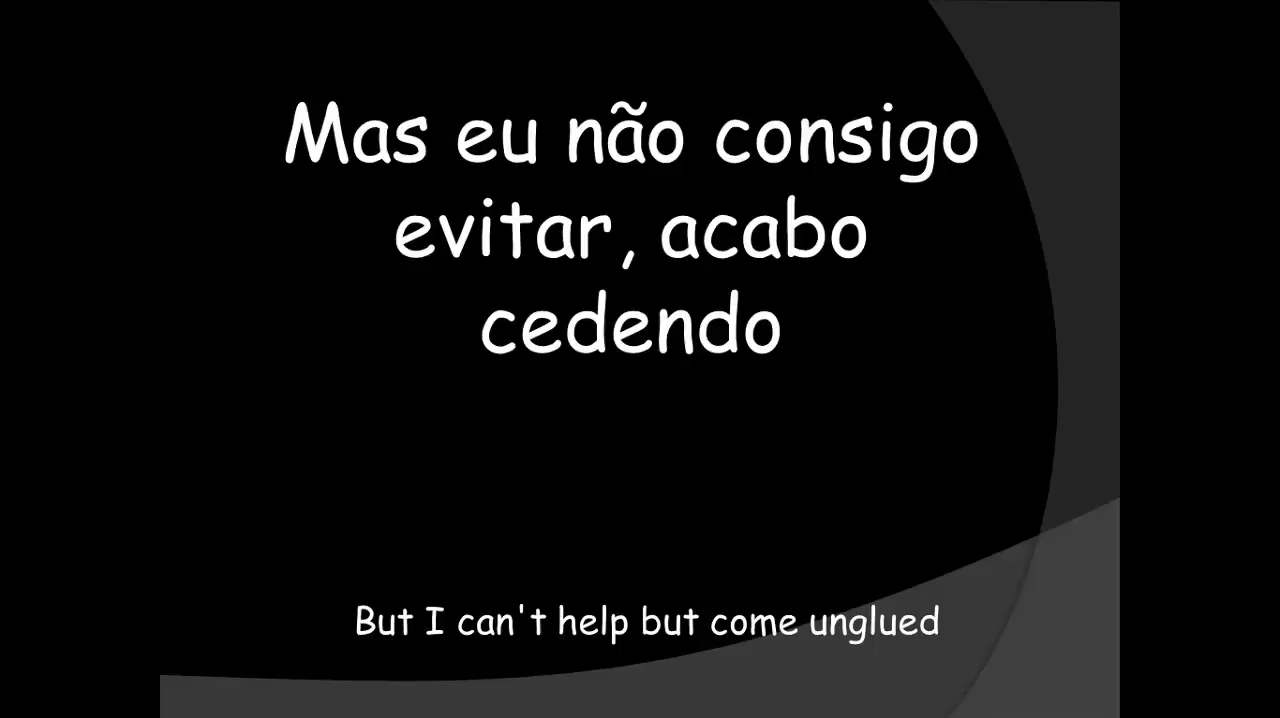 Mas eu não consigo
evitar, acabo
cedendo
But I can't help but come unglued